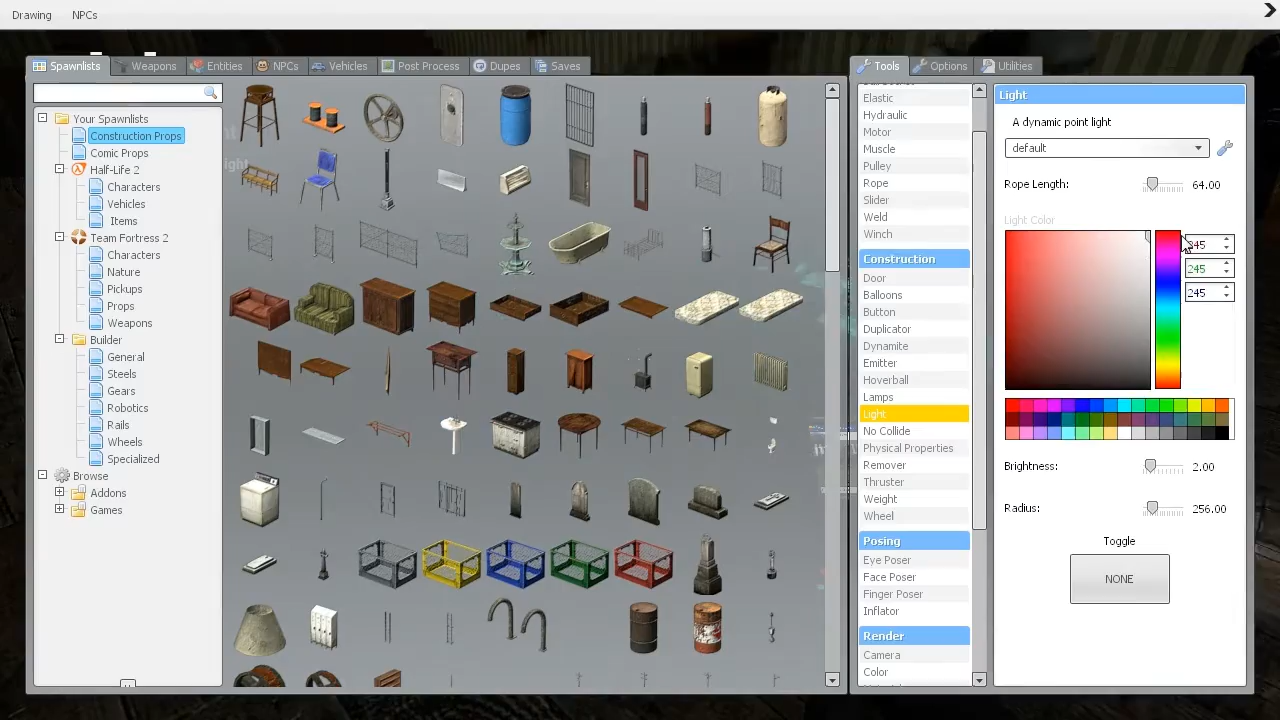 Drawing NPCs
Spawnlists Weapons Entities NPCs Vehicles Post Process Dupes Saves
Your Spawnlists
Construction Props
Comic Props
Half-Life 2
Characters
Vehicles
Items
Team Fortress 2
Characters
Nature
Pickups
Props
Weapons
Builder
General
Steels
Gears
Robotics
Rails
Wheels
Specialized
Browse
Addons
Games
Tools Options Utilities
Elastic
Hydraulic
Motor
Muscle
Pulley
Rope
Slider
Weld
Winch
Construction
Door
Balloons
Button
Duplicator
Dynamite
Emitter
Hoverball
Lamps
Light
No Collide
Physical Properties
Remover
Thruster
Weight
Wheel
Posing
Eye Poser
Face Poser
Finger Poser
Inflator
Render
Camera
Color
Light
A dynamic point light
default
Rope Length: 64.00
Light Color
245
245
245
Brightness: 2.00
Radius: 256.00
Toggle
NONE